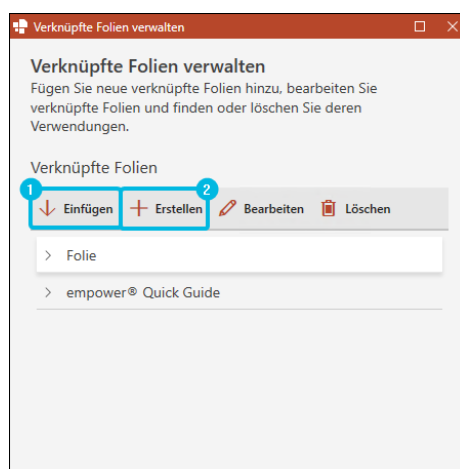 Verknüpfte Folien verwalten
Verknüpfte Folien verwalten
Fügen Sie neue verknüpfte Folien hinzu, bearbeiten Sie
verknüpfte Folien und finden oder löschen Sie deren
Verwendungen.
Verknüpfte Folien
1 2
Einfügen Erstellen Bearbeiten Löschen
Folie
empower® Quick Guide